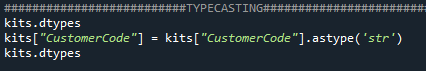 ##########################TYPECASTING########################
kits.dtypes
kits["CustomerCode"] = kits["CustomerCode"].astype('str')
kits.dtypes